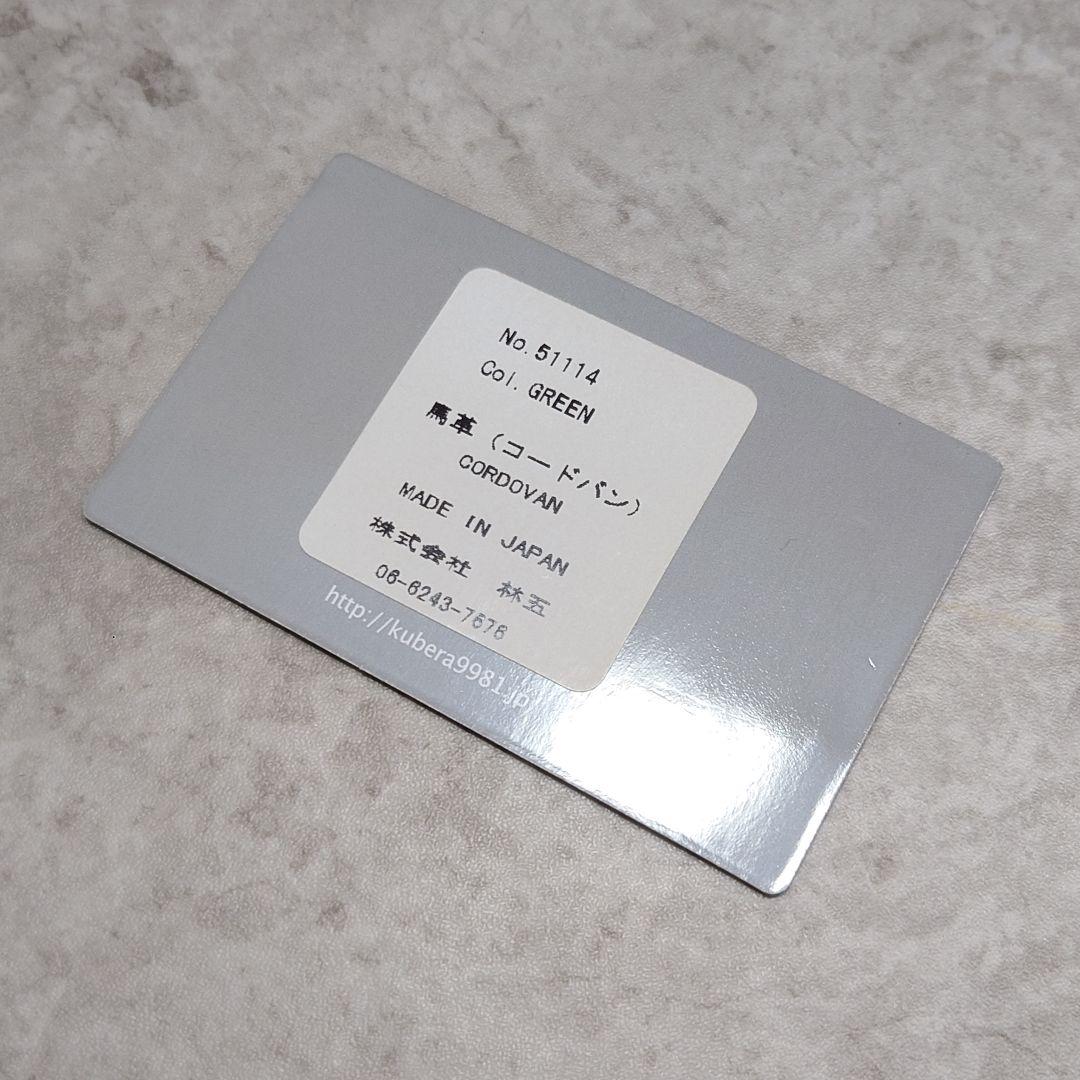 No.51114
Col.GREEN
馬革(コードバン)
CORDOVAN
MADE IN JAPAN
株式会社 林五
06-6243-7676
http://kubera9981.jp